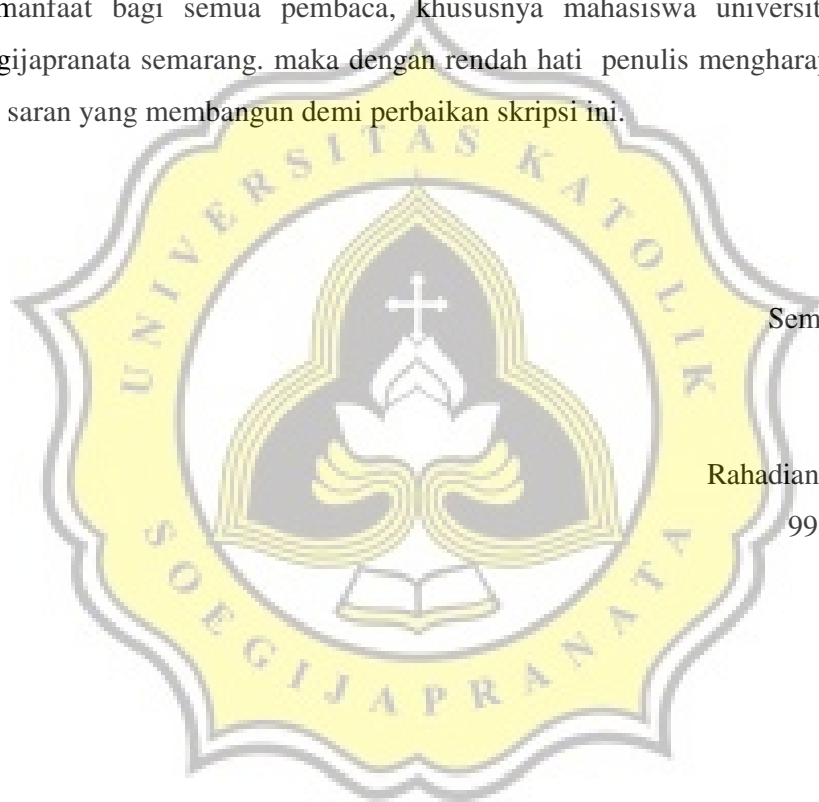 manfaat bagi semua pembaca, khususnya mahasiswa universit
gijapranata semarang. maka dengan rendah hati penulis mengharap
saran yang membangun demi perbaikan skripsi ini.
UNIVERSITAS KATOLIK
Sem
Rahadian
99
SOEGIJAPRANATA